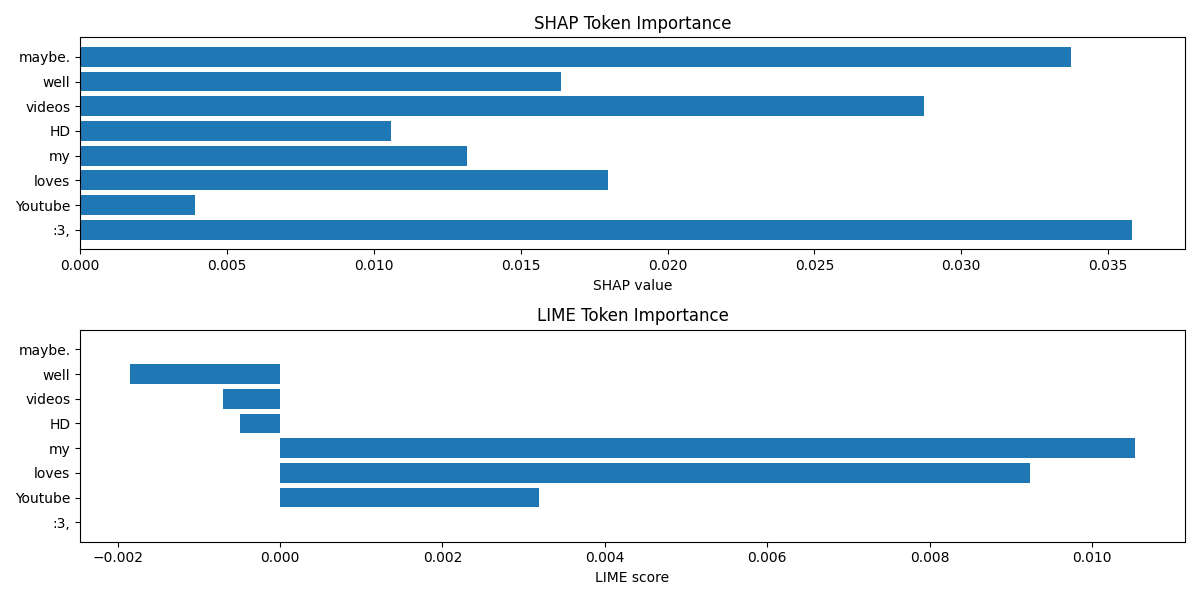 SHAP Token Importance
maybe.
well
videos
HD
my
loves
Youtube
:3,
0.000 0.005 0.010 0.015 0.020 0.025 0.030 0.035
SHAP value
LIME Token Importance
maybe.
well
videos
HD
my
loves
Youtube
:3,
−0.002 0.000 0.002 0.004 0.006 0.008 0.010
LIME score